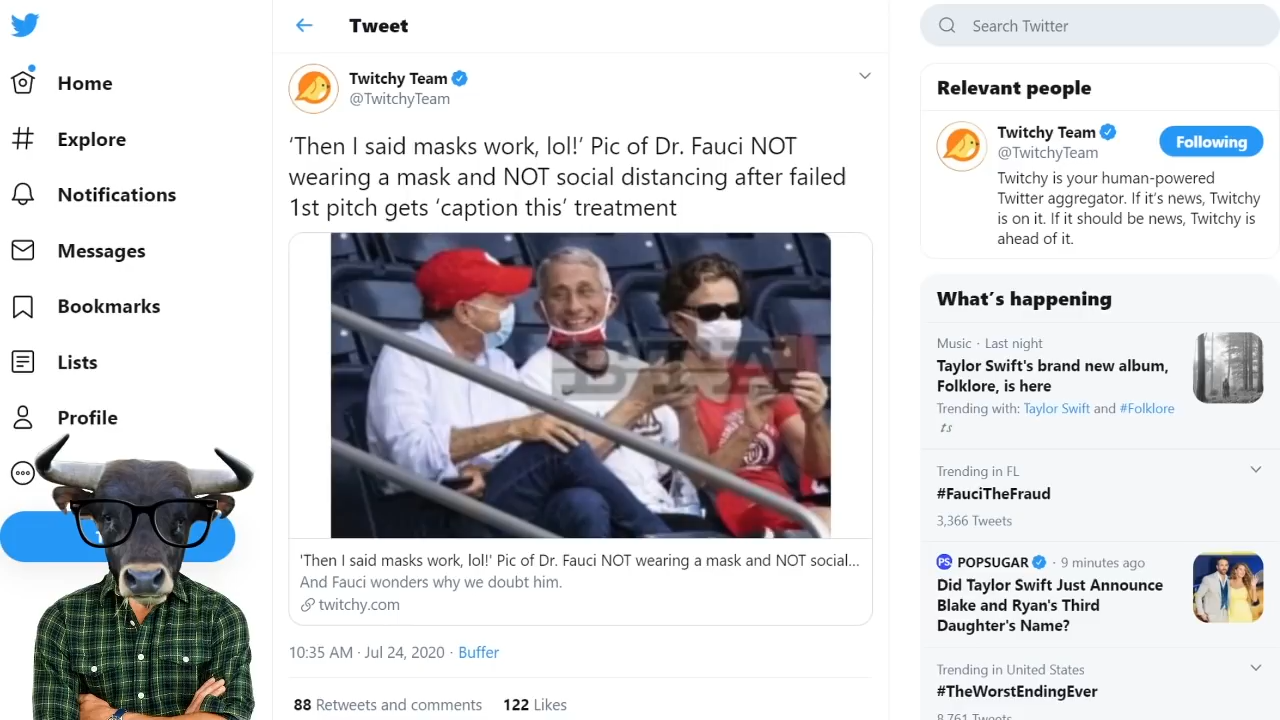 Tweet
Search Twitter
Home
Explore
Notifications
Messages
Bookmarks
Lists
Profile
Twitchy Team
@TwitchyTeam
‘Then I said masks work, lol!’ Pic of Dr. Fauci NOT
wearing a mask and NOT social distancing after failed
1st pitch gets ‘caption this’ treatment
'Then I said masks work, lol!' Pic of Dr. Fauci NOT wearing a mask and NOT social...
And Fauci wonders why we doubt him.
twitchy.com
10:35 AM · Jul 24, 2020 · Buffer
88 Retweets and comments 122 Likes
Relevant people
Twitchy Team
@TwitchyTeam
Following
Twitchy is your human-powered
Twitter aggregator. If it’s news, Twitchy
is on it. If it should be news, Twitchy is
ahead of it.
What’s happening
Music · Last night
Taylor Swift's brand new album,
Folklore, is here
Trending with: Taylor Swift and #Folklore
ts
Trending in FL
#FauciTheFraud
3,366 Tweets
PS POPSUGAR · 9 minutes ago
Did Taylor Swift Just Announce
Blake and Ryan's Third
Daughter's Name?
Trending in United States
#TheWorstEndingEver
8,761 Tweets